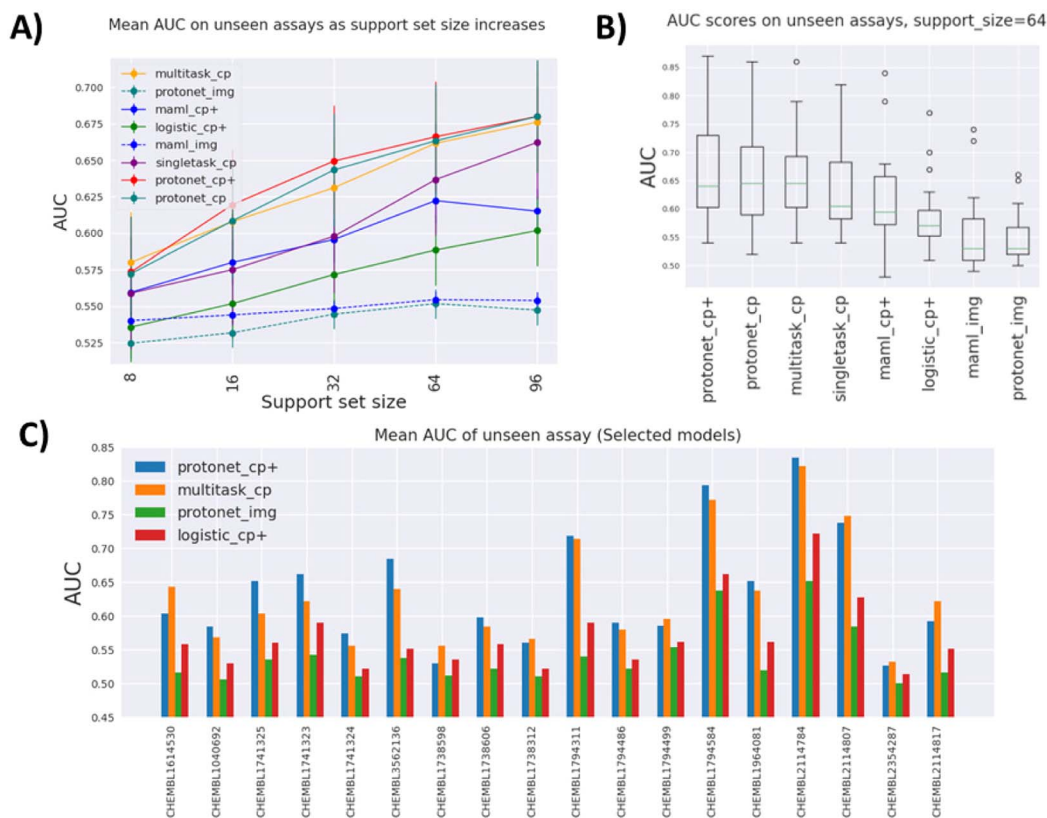 A)
Mean AUC on unseen assays as support set size increases
AUC
0.700
0.675
0.650
0.625
0.600
0.575
0.550
0.525
multitask_cp
protonet_img
maml_cp+
logistic_cp+
maml_img
singletask_cp
protonet_cp+
protonet_cp
8
16
32
64
96
Support set size
B)
AUC scores on unseen assays, support_size=64
AUC
0.85
0.80
0.75
0.70
0.65
0.60
0.55
0.50
protonet_cp+
protonet_cp
multitask_cp
singletask_cp
maml_cp+
logistic_cp+
maml_img
protonet_img
C)
Mean AUC of unseen assay (Selected models)
AUC
0.85
0.80
0.75
0.70
0.65
0.60
0.55
0.50
0.45
protonet_cp+
multitask_cp
protonet_img
logistic_cp+
CHEMBL1614530
CHEMBL1040692
CHEMBL1741325
CHEMBL1741323
CHEMBL1741324
CHEMBL3562136
CHEMBL1738598
CHEMBL1738606
CHEMBL1738312
CHEMBL1794311
CHEMBL1794486
CHEMBL1794499
CHEMBL1794584
CHEMBL1964081
CHEMBL2114784
CHEMBL2114807
CHEMBL2354287
CHEMBL2114817